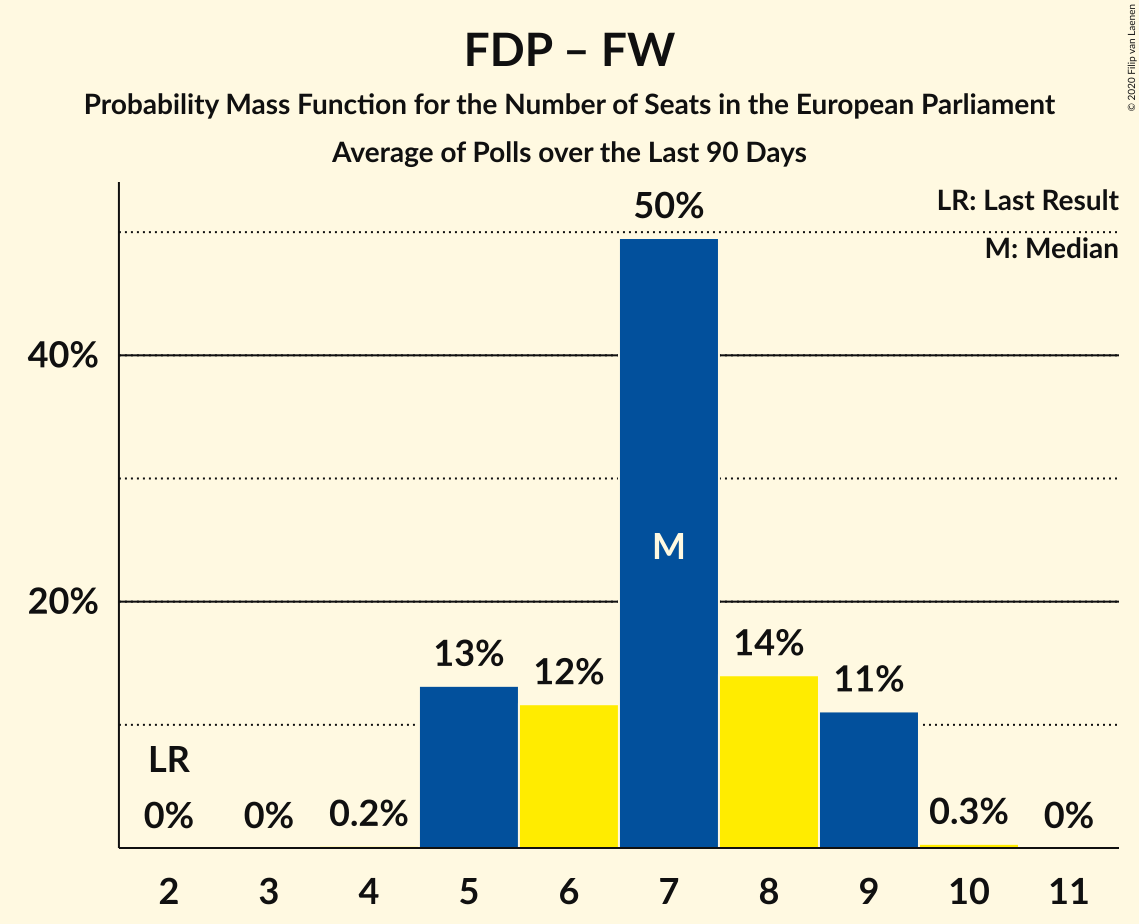 FDP – FW
Probability Mass Function for the Number of Seats in the European Parliament
Average of Polls over the Last 90 Days
© 2020 Filip van Laenen
LR: Last Result
M: Median
50%
40%
20%
M
13%
12%
14%
11%
LR
0%
0%
0.2%
0.3%
0%
2
3
4
5
6
7
8
9
10
11